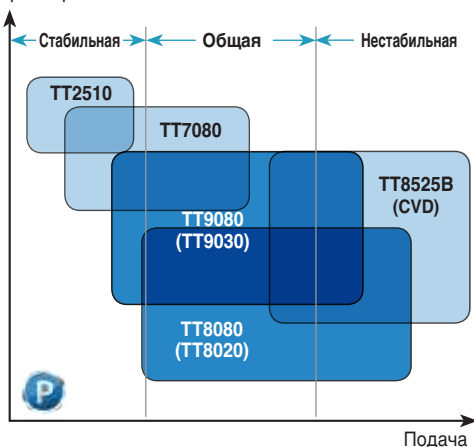 Стабильная
Общая
Нестабильная
TT2510
TT7080
TT8525B
(CVD)
TT9080
(TT9030)
TT8080
(TT8020)
P
Подача